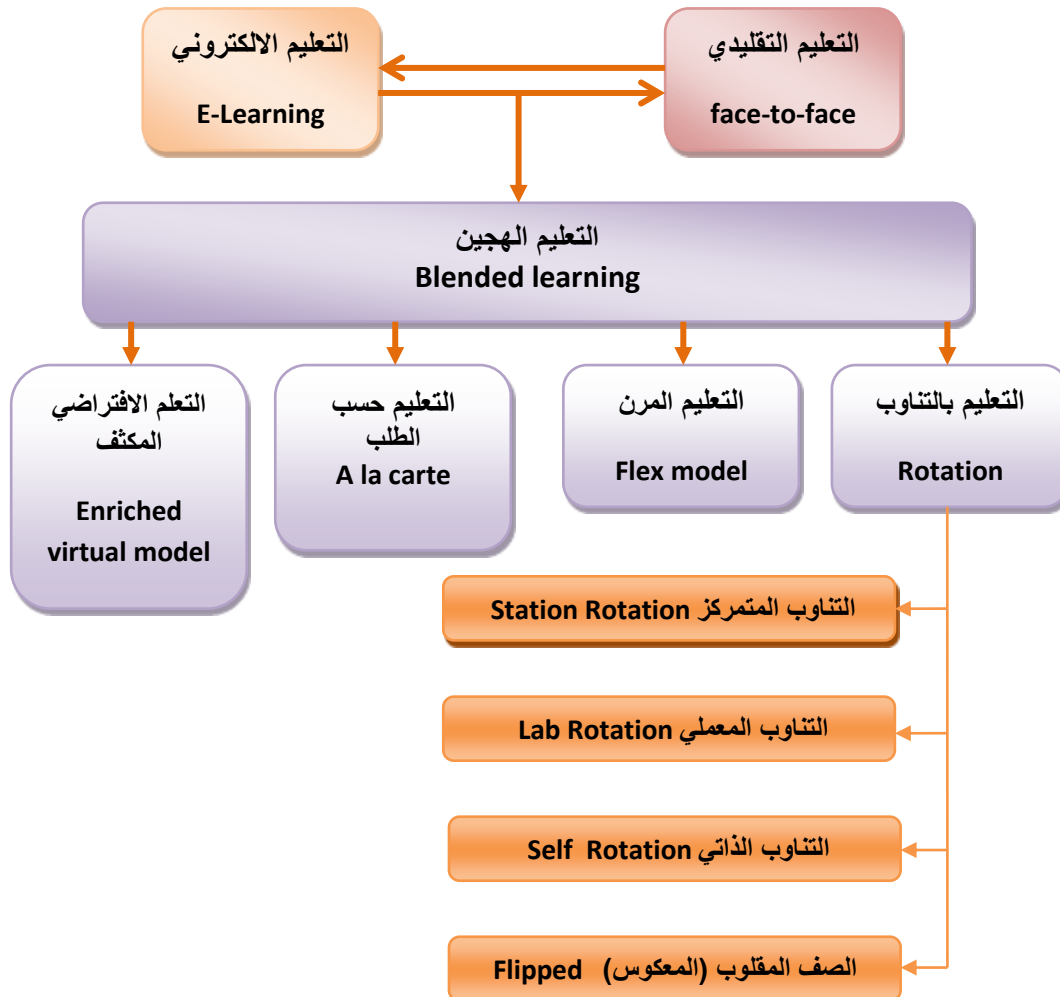 التعليم التقليدي
face-to-face
التعليم الالكتروني
E-Learning
التعليم الهجين
Blended learning
التعليم بالتناوب
Rotation
التعليم المرن
Flex model
التعليم حسب
الطلب
A la carte
التعلم الافتراضي
المكثف
Enriched
virtual model
التناوب المتمركز Station Rotation
التناوب المعملي Lab Rotation
التناوب الذاتي Self Rotation
الصف المقلوب (المعكوس) Flipped